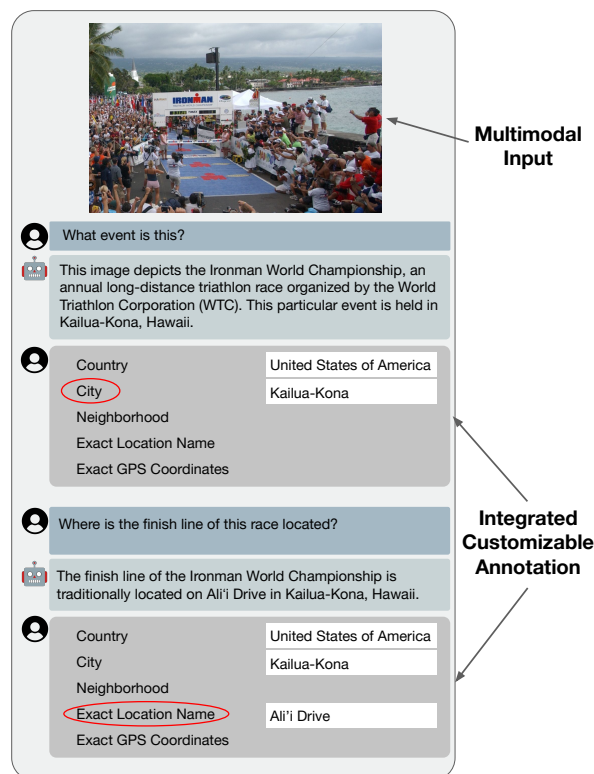 IRONMAN
Multimodal
Input
What event is this?
This image depicts the Ironman World Championship, an
annual long-distance triathlon race organized by the World
Triathlon Corporation (WTC). This particular event is held in
Kailua-Kona, Hawaii.
Country United States of America
City Kailua-Kona
Neighborhood
Exact Location Name
Exact GPS Coordinates
Where is the finish line of this race located?
Integrated
Customizable
Annotation
The finish line of the Ironman World Championship is
traditionally located on Ali‘i Drive in Kailua-Kona, Hawaii.
Country United States of America
City Kailua-Kona
Neighborhood
Exact Location Name Ali’i Drive
Exact GPS Coordinates